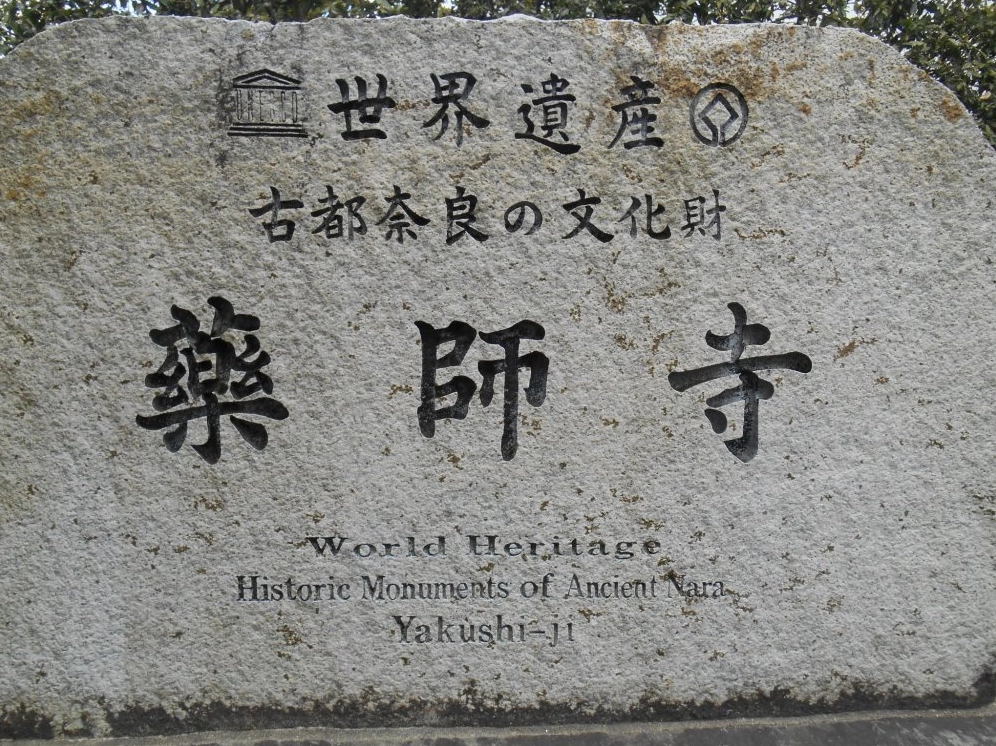 世界遺産
古都奈良の文化財
藥師寺
World Heritage
Historic Monuments of Ancient Nara
Yakushi-ji